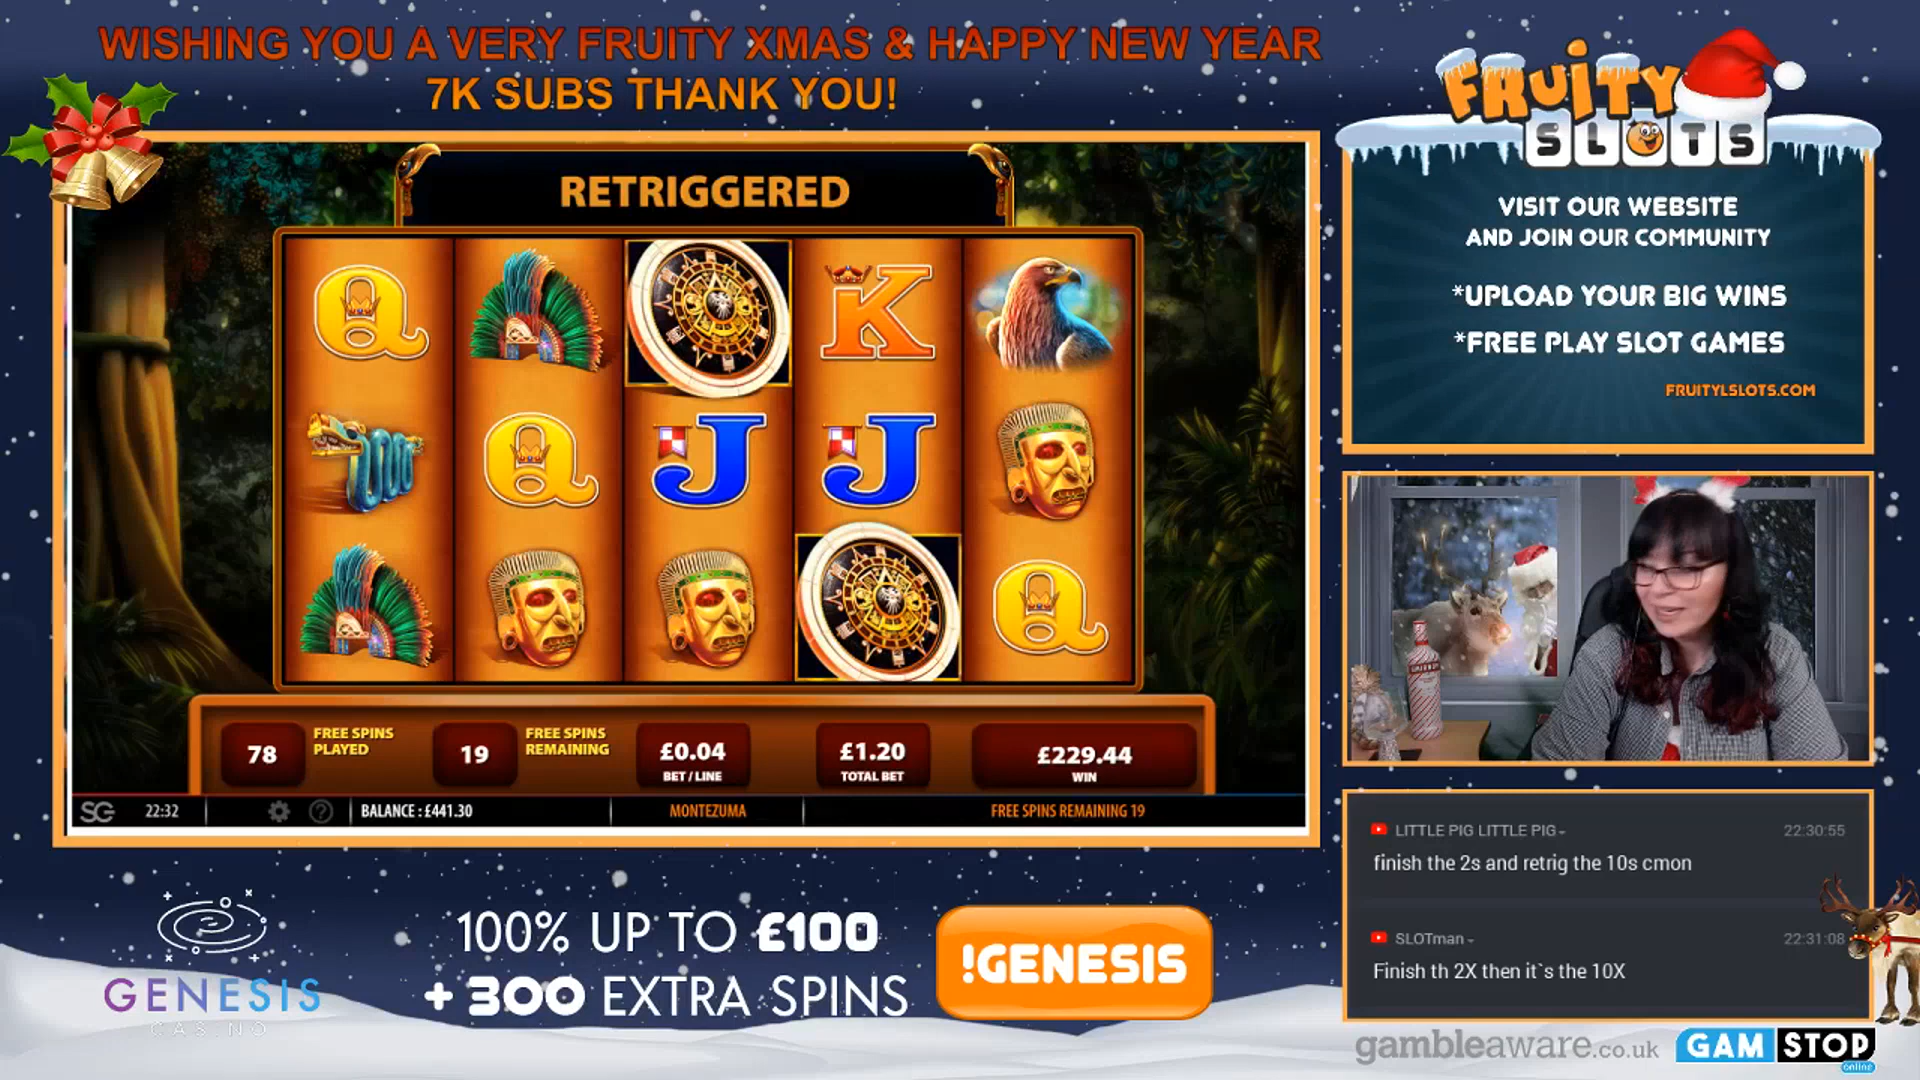 WISHING YOU A VERY FRUITY XMAS & HAPPY NEW YEAR
7K SUBS THANK YOU!
FRUITY
SLOTS
VISIT OUR WEBSITE
AND JOIN OUR COMMUNITY
*UPLOAD YOUR BIG WINS
*FREE PLAY SLOT GAMES
FRUITYLSLOTS.COM
RETRIGGERED
Q
K
Q
J
J
Q
78
FREE SPINS
PLAYED
19
FREE SPINS
REMAINING
£0.04
BET / LINE
£1.20
TOTAL BET
£229.44
WIN
SG
22:32
?
BALANCE : £441.30
MONTEZUMA
FREE SPINS REMAINING 19
LITTLE PIG LITTLE PIG
22:30:55
finish the 2s and retrig the 10s cmon
SLOTman
22:31:08
Finish th 2X then it`s the 10X
GENESIS
CASINO
100% UP TO £100
+ 300 EXTRA SPINS
!GENESIS
gambleaware.co.uk
GAMSTOP
online